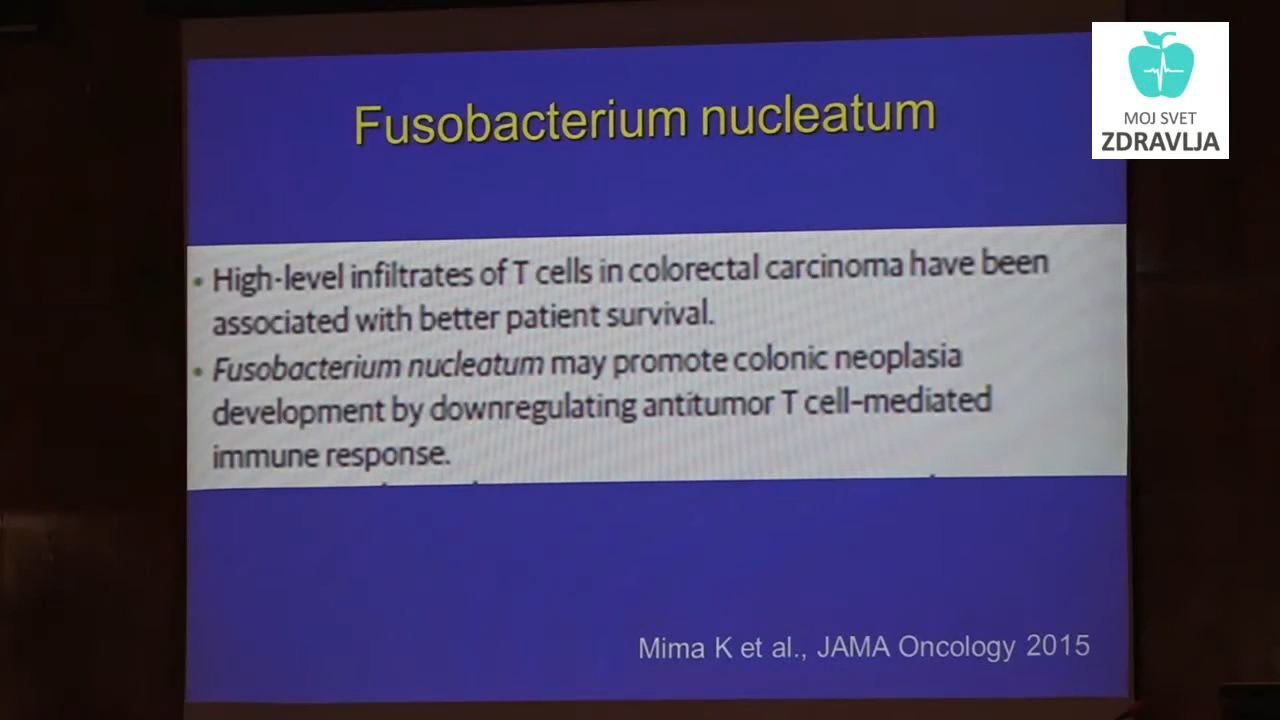 Fusobacterium nucleatum
MOJ SVET
ZDRAVLJA
• High-level infiltrates of T cells in colorectal carcinoma have been
associated with better patient survival.
• Fusobacterium nucleatum may promote colonic neoplasia
development by downregulating antitumor T cell–mediated
immune response.
Mima K et al., JAMA Oncology 2015